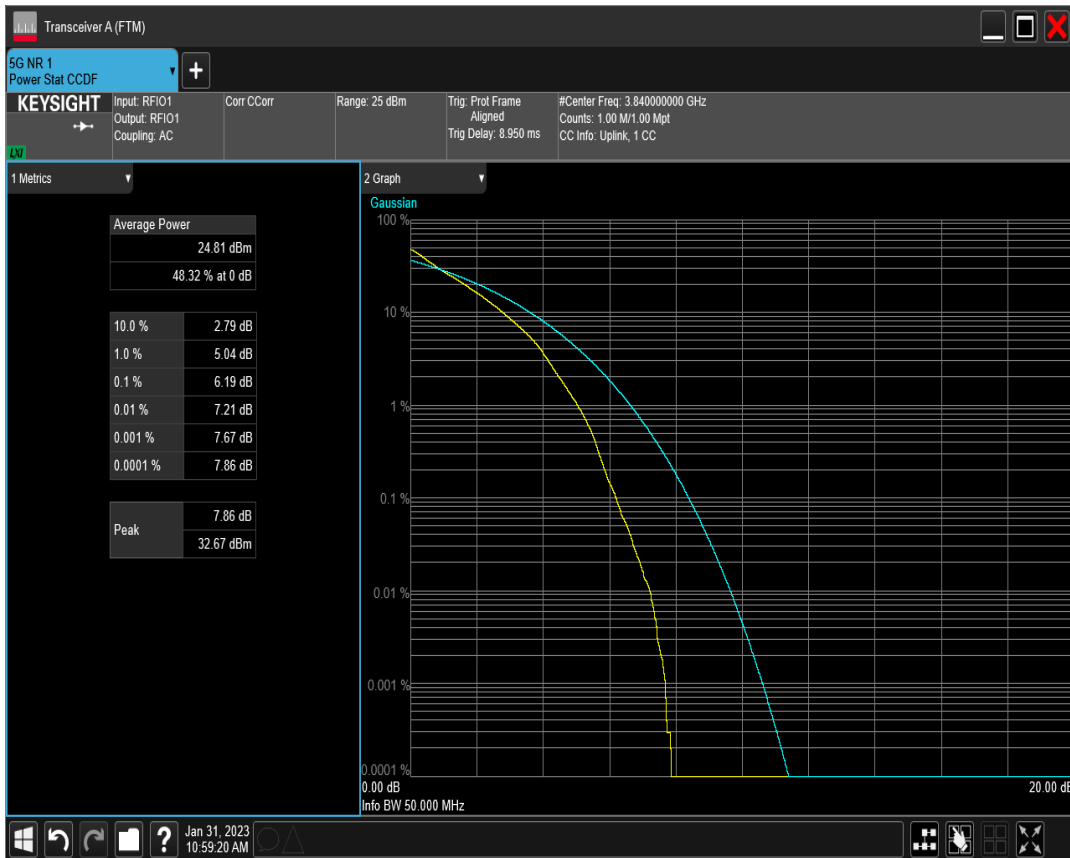 Transceiver A (FTM)
5G NR 1
Power Stat CCDF
+
KEYSIGHT
LXI
Input: RFIO1
Output: RFIO1
Coupling: AC
Corr CCorr
Range: 25 dBm
Trig: Prot Frame
Aligned
Trig Delay: 8.950 ms
#Center Freq: 3.840000000 GHz
Counts: 1.00 M/1.00 Mpt
CC Info: Uplink, 1 CC
1 Metrics
Average Power
24.81 dBm
48.32 % at 0 dB
10.0 % 2.79 dB
1.0 % 5.04 dB
0.1 % 6.19 dB
0.01 % 7.21 dB
0.001 % 7.67 dB
0.0001 % 7.86 dB
Peak
7.86 dB
32.67 dBm
2 Graph
Gaussian
100 %
10 %
1 %
0.1 %
0.01 %
0.001 %
0.0001 %
0.00 dB 20.00 dB
Info BW 50.000 MHz
?
Jan 31, 2023
10:59:20 AM